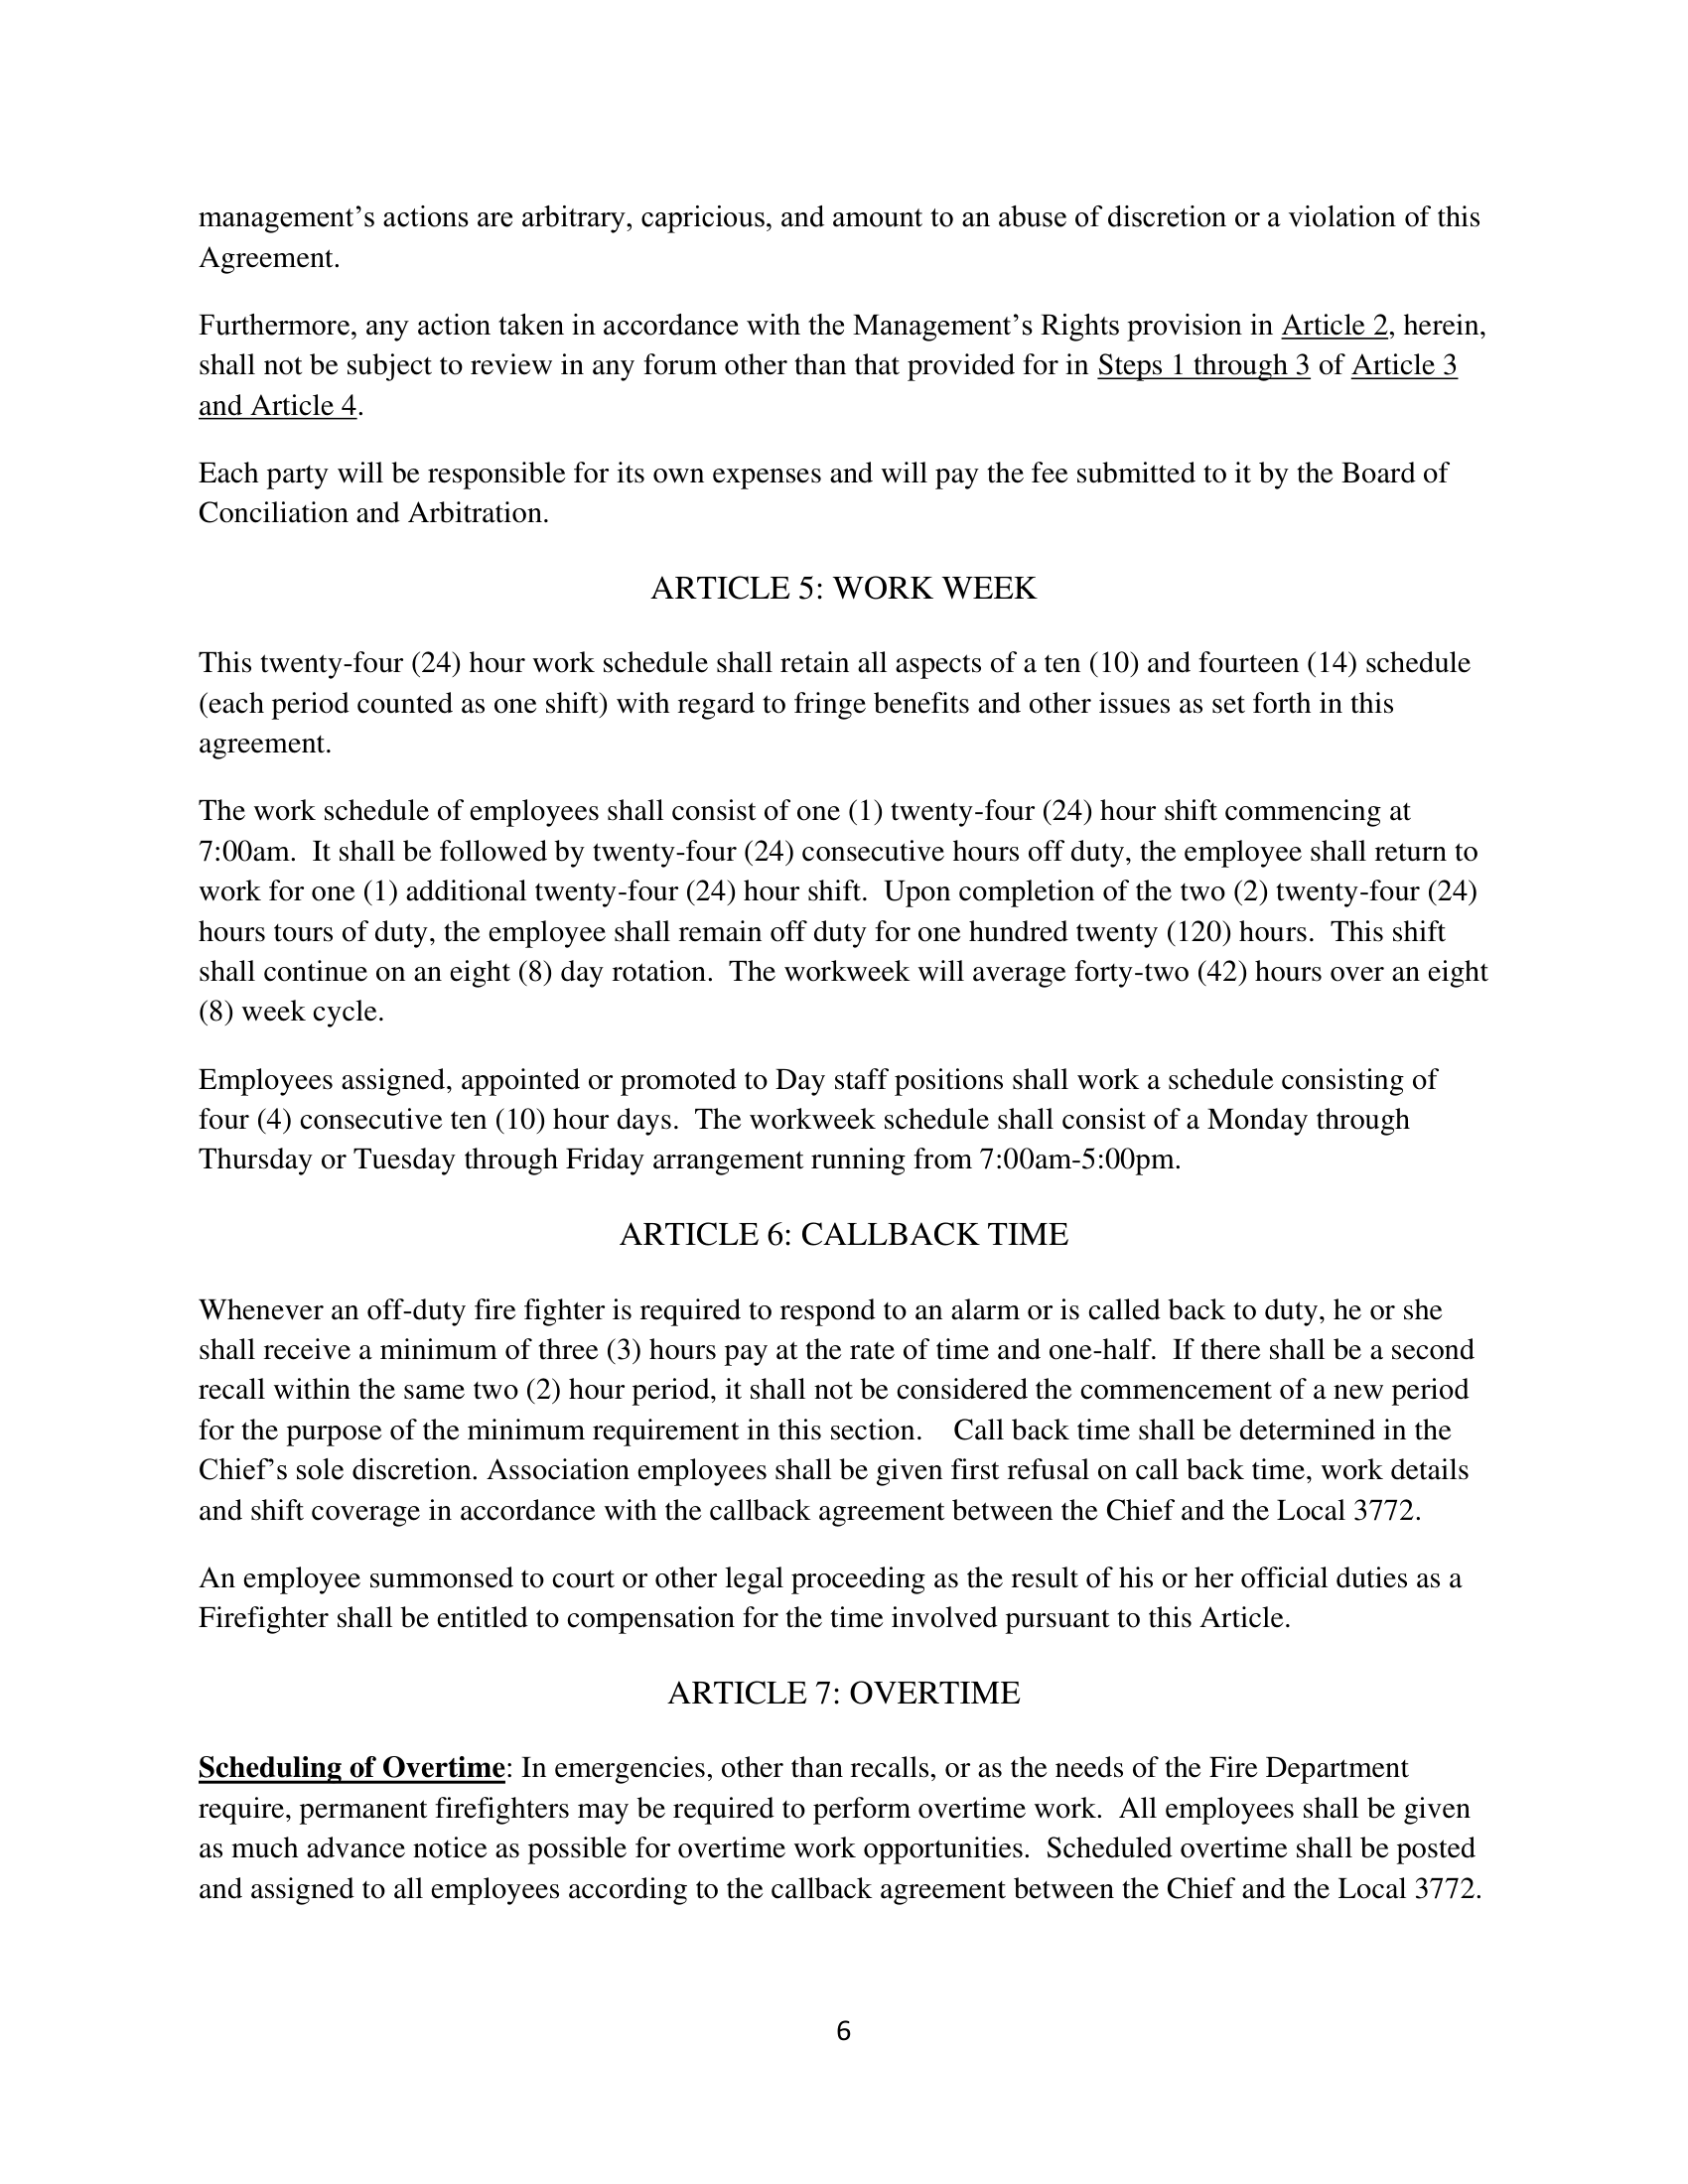 management’s actions are arbitrary, capricious, and amount to an abuse of discretion or a violation of this
Agreement.
Furthermore, any action taken in accordance with the Management’s Rights provision in Article 2, herein,
shall not be subject to review in any forum other than that provided for in Steps 1 through 3 of Article 3
and Article 4.
Each party will be responsible for its own expenses and will pay the fee submitted to it by the Board of
Conciliation and Arbitration.
ARTICLE 5: WORK WEEK
This twenty-four (24) hour work schedule shall retain all aspects of a ten (10) and fourteen (14) schedule
(each period counted as one shift) with regard to fringe benefits and other issues as set forth in this
agreement.
The work schedule of employees shall consist of one (1) twenty-four (24) hour shift commencing at
7:00am.  It shall be followed by twenty-four (24) consecutive hours off duty, the employee shall return to
work for one (1) additional twenty-four (24) hour shift.  Upon completion of the two (2) twenty-four (24)
hours tours of duty, the employee shall remain off duty for one hundred twenty (120) hours.  This shift
shall continue on an eight (8) day rotation.  The workweek will average forty-two (42) hours over an eight
(8) week cycle.
Employees assigned, appointed or promoted to Day staff positions shall work a schedule consisting of
four (4) consecutive ten (10) hour days.  The workweek schedule shall consist of a Monday through
Thursday or Tuesday through Friday arrangement running from 7:00am-5:00pm.
ARTICLE 6: CALLBACK TIME
Whenever an off-duty fire fighter is required to respond to an alarm or is called back to duty, he or she
shall receive a minimum of three (3) hours pay at the rate of time and one-half.  If there shall be a second
recall within the same two (2) hour period, it shall not be considered the commencement of a new period
for the purpose of the minimum requirement in this section.    Call back time shall be determined in the
Chief’s sole discretion. Association employees shall be given first refusal on call back time, work details
and shift coverage in accordance with the callback agreement between the Chief and the Local 3772.
An employee summonsed to court or other legal proceeding as the result of his or her official duties as a
Firefighter shall be entitled to compensation for the time involved pursuant to this Article.
ARTICLE 7: OVERTIME
Scheduling of Overtime: In emergencies, other than recalls, or as the needs of the Fire Department
require, permanent firefighters may be required to perform overtime work.  All employees shall be given
as much advance notice as possible for overtime work opportunities.  Scheduled overtime shall be posted
and assigned to all employees according to the callback agreement between the Chief and the Local 3772.
6